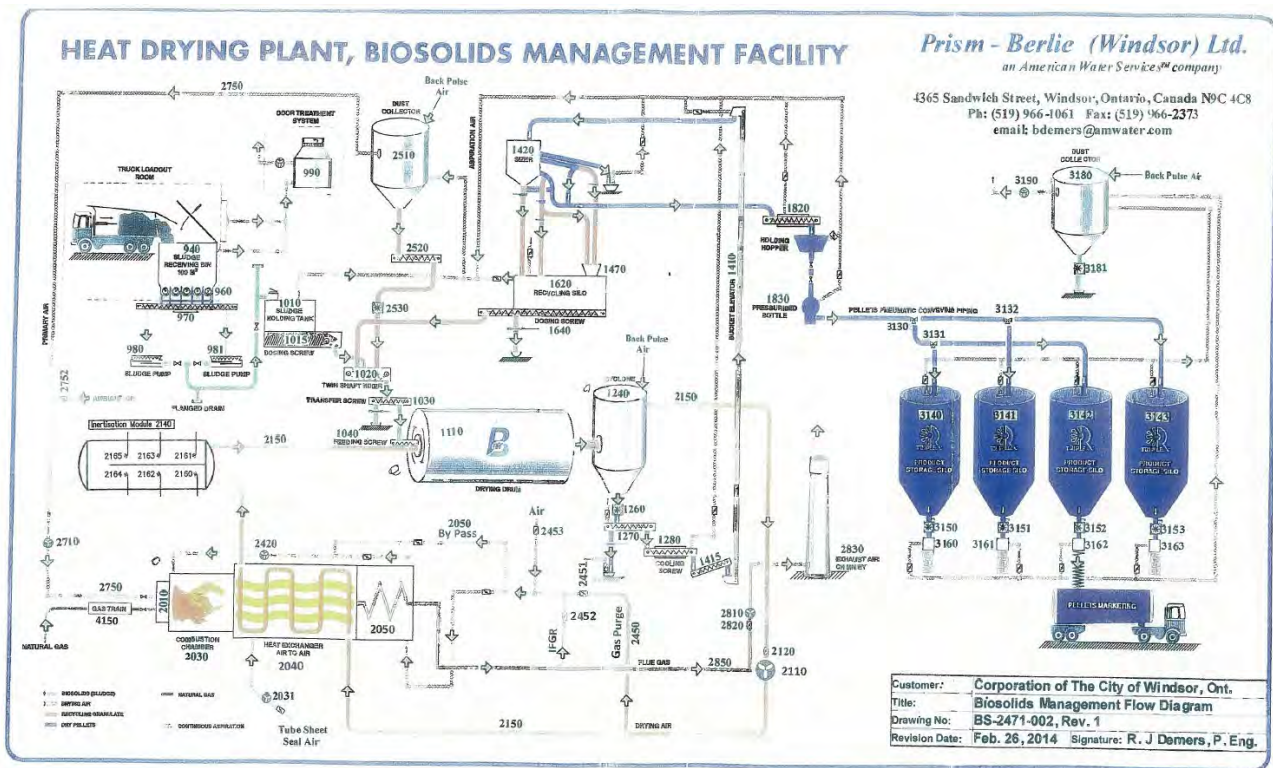 HEAT DRYING PLANT, BIOSOLIDS MANAGEMENT FACILITY
Prism - Berlie (Windsor) Ltd.
an American Water Services℠ company
4365 Sandwich Street, Windsor, Ontario, Canada N9C 4C8
Ph: (519) 966-1061 Fax: (519) 966-2373
email: bdemers@amwater.com
2750
Back Pulse
Air
DUST
COLLECTOR
2510
ODOR TREATMENT
SYSTEM
990
TRUCK LOADOUT
ROOM
940
SLUDGE
RECEIVING BIN
960
970
980
SLUDGE PUMP
981
SLUDGE PUMP
PRIMARY AIR
2752
AMBIENT AIR
FLANGED DRAIN
1010
SLUDGE
HOLDING TANK
1015
DOSING SCREW
ASPIRATION AIR
2520
2530
1420
SIZER
1470
1620
RECYCLING SILO
DOSING SCREW
1640
BUCKET ELEVATOR 1410
1820
HOLDING
HOPPER
1830
PRESSURISED
BOTTLE
DUST
COLLECTOR
3180
Back Pulse Air
3190
3181
PELLETS PNEUMATIC CONVEYING PIPING
3130
3131
3132
3140
PRODUCT
STORAGE SILO
3141
PRODUCT
STORAGE SILO
3142
PRODUCT
STORAGE SILO
3143
PRODUCT
STORAGE SILO
3150
3151
3152
3153
3160
3161
3162
3163
PELLETS MARKETING
1020
TWIN SHAFT MIXER
TRANSFER SCREW
1030
1040
FEEDING SCREW
1110
DRYING DRUM
Back Pulse
Air
CYCLONE
1240
2150
1260
1270
1280
COOLING
SCREW
1415
Inertisation Module 2140
2165
2163
2161
2164
2162
2160
2150
2710
2750
GAS TRAIN
4150
NATURAL GAS
2010
COMBUSTION
CHAMBER
2030
2420
HEAT EXCHANGER
AIR TO AIR
2040
2050
By Pass
2050
Air
2453
2451
2452
IFGR
Gas Purge
2450
FLUE GAS
2850
2810
2820
2830
EXHAUST AIR
CHIMNEY
2120
2110
2031
Tube Sheet
Seal Air
2150
DRYING AIR
BIOSOLIDS (SLUDGE)
DRYING AIR
RECYCLING GRANULATE
DRY PELLETS
NATURAL GAS
CONTINUOUS ASPIRATION
Customer: Corporation of The City of Windsor, Ont.
Title: Biosolids Management Flow Diagram
Drawing No: BS-2471-002, Rev. 1
Revision Date: Feb. 26, 2014 Signature: R. J Demers, P. Eng.